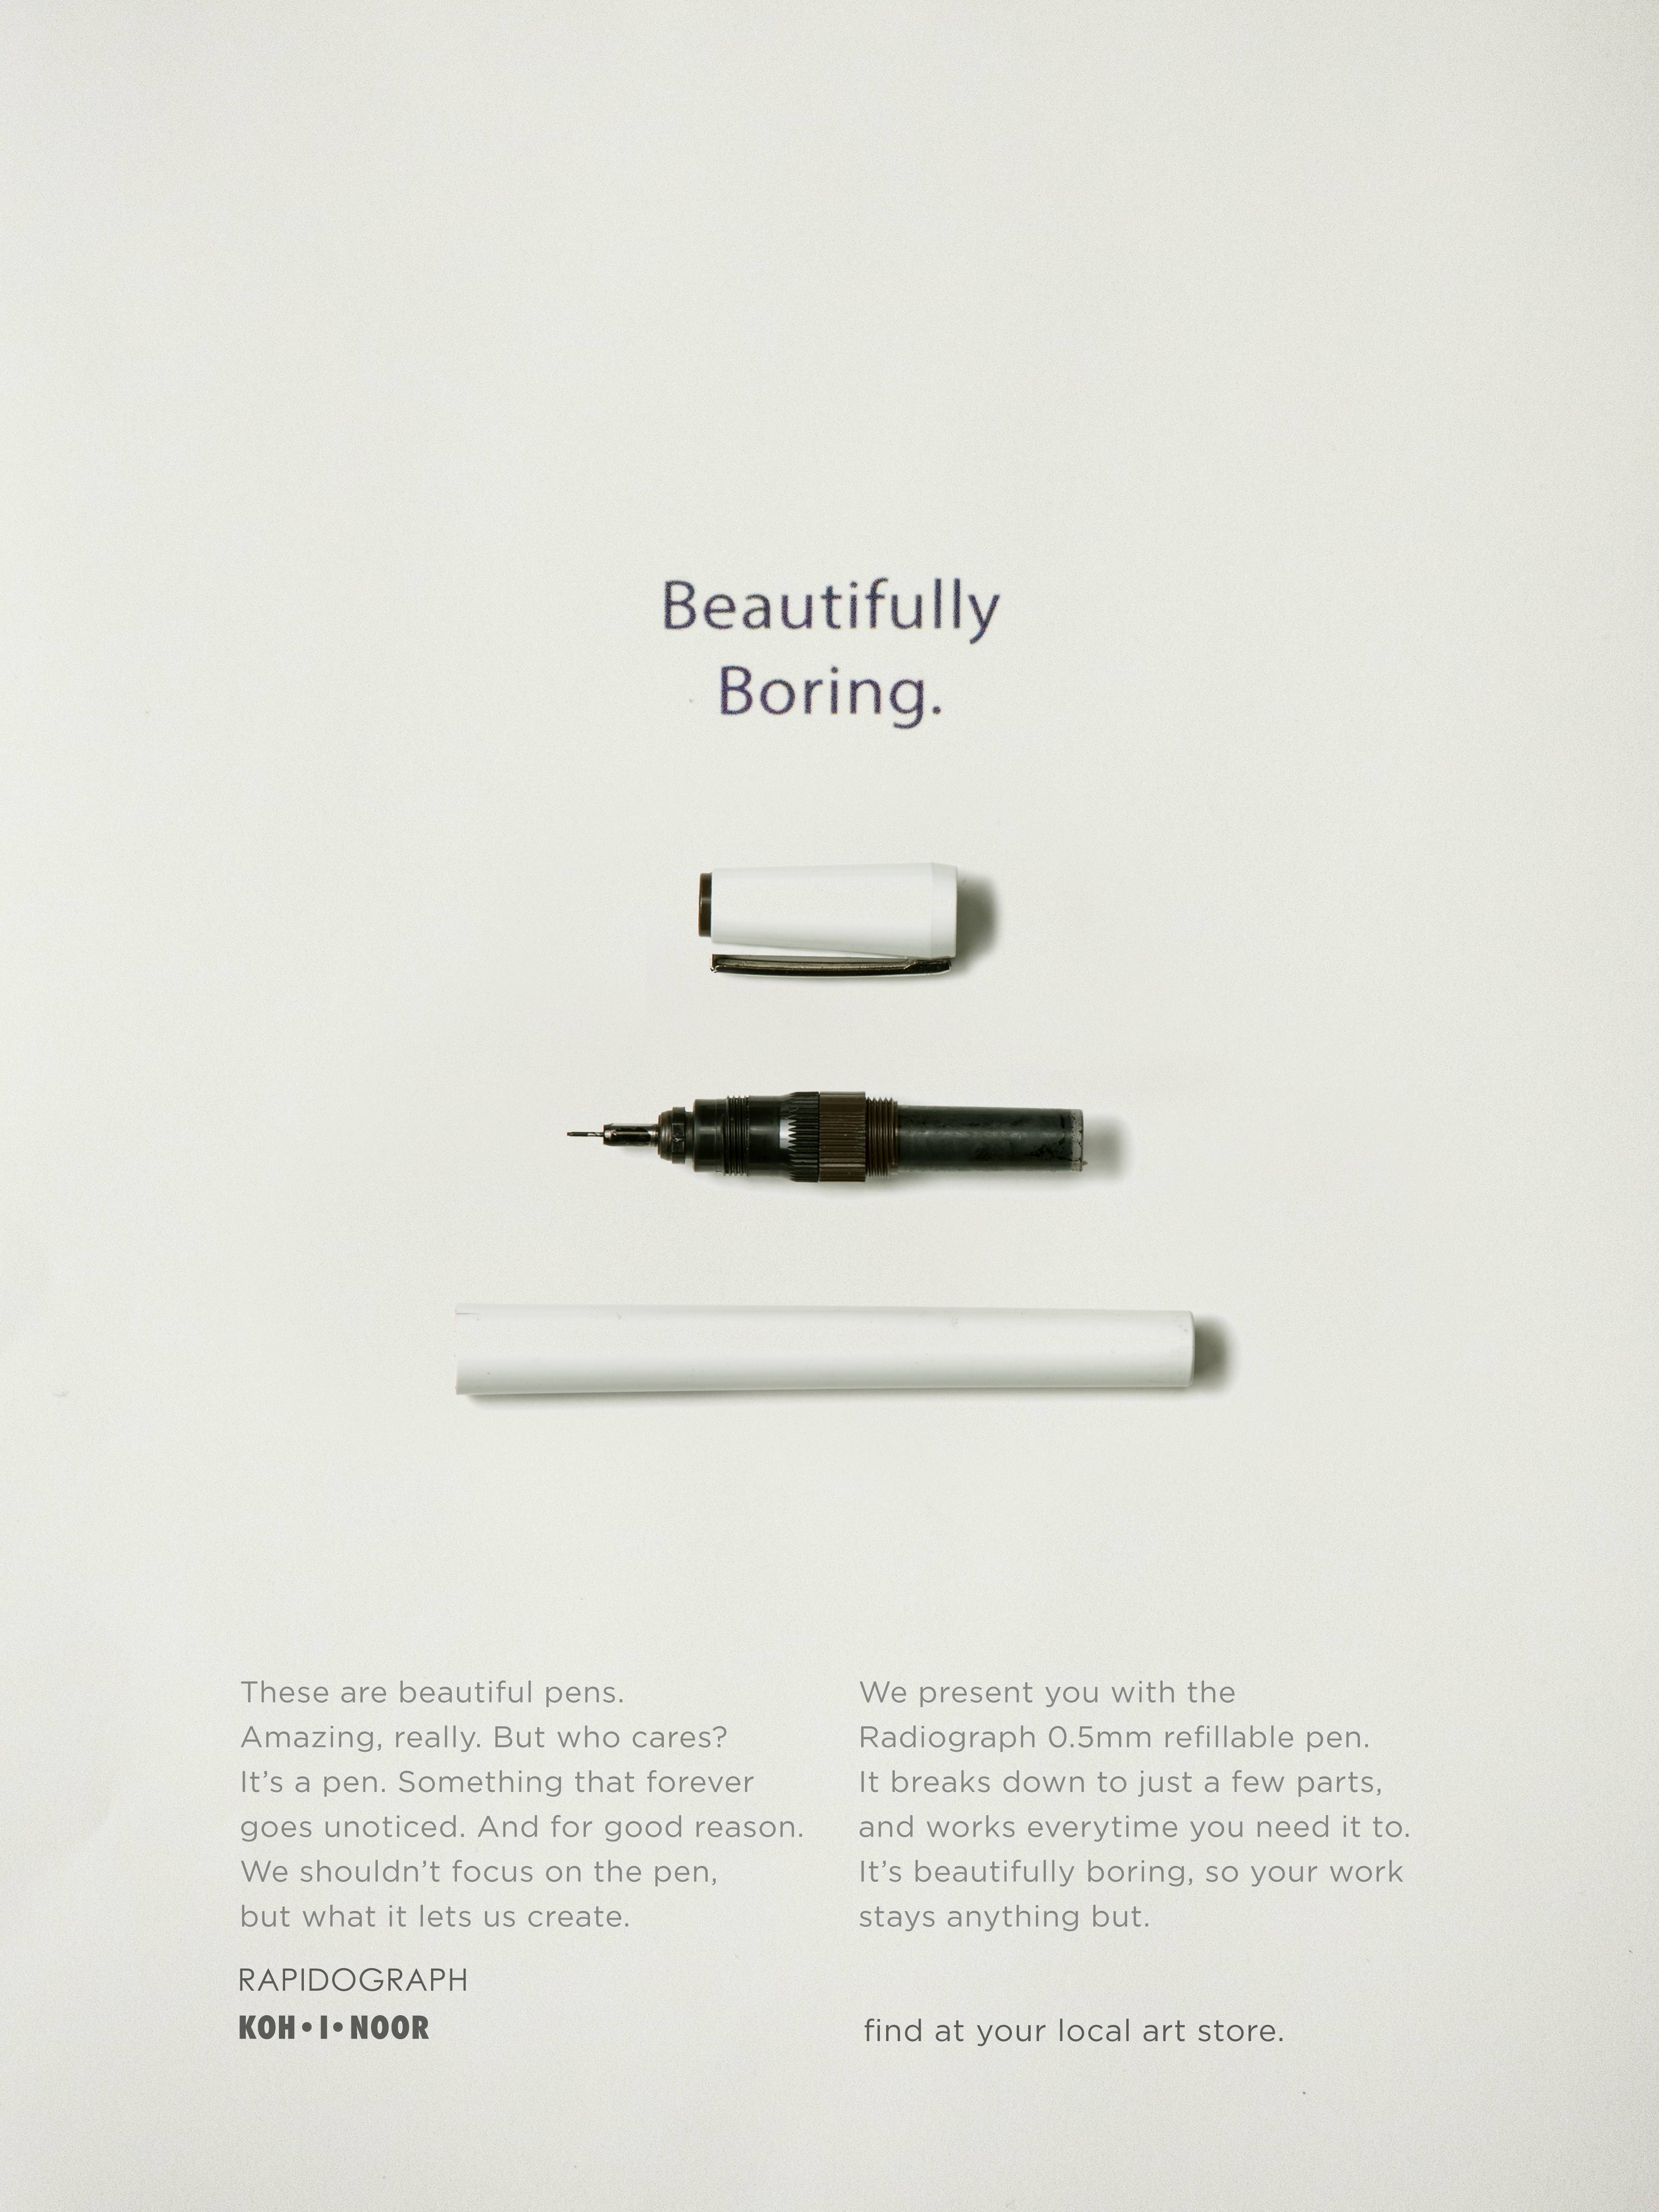 Beautifully
Boring.
These are beautiful pens.
Amazing, really. But who cares?
It’s a pen. Something that forever
goes unoticed. And for good reason.
We shouldn’t focus on the pen,
but what it lets us create.
We present you with the
Radiograph 0.5mm refillable pen.
It breaks down to just a few parts,
and works everytime you need it to.
It’s beautifully boring, so your work
stays anything but.
RAPIDOGRAPH
KOH•I•NOOR
find at your local art store.